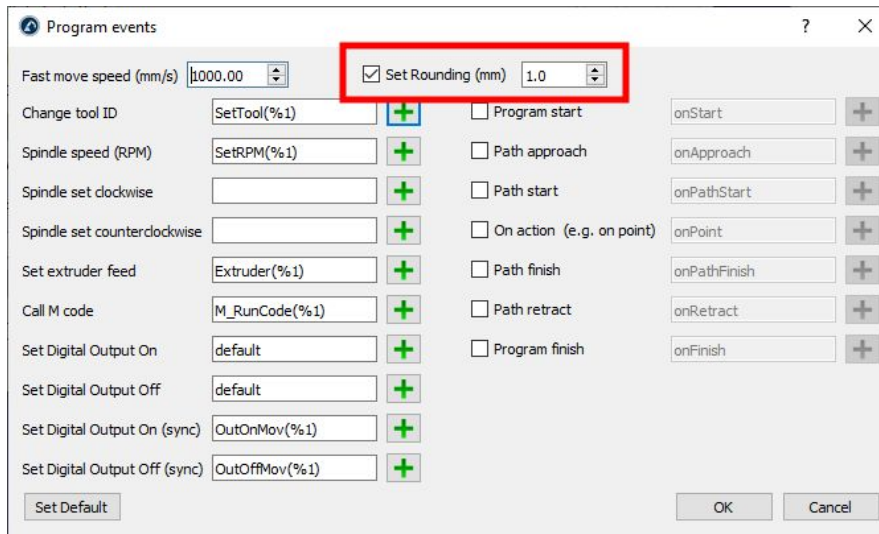 Program events ? ×
Fast move speed (mm/s) 1000.00 Set Rounding (mm) 1.0
Change tool ID SetTool(%1) Program start onStart
Spindle speed (RPM) SetRPM(%1) Path approach onApproach
Spindle set clockwise Path start onPathStart
Spindle set counterclockwise On action (e.g. on point) onPoint
Set extruder feed Extruder(%1) Path finish onPathFinish
Call M code M_RunCode(%1) Path retract onRetract
Set Digital Output On default Program finish onFinish
Set Digital Output Off default
Set Digital Output On (sync) OutOnMov(%1)
Set Digital Output Off (sync) OutOffMov(%1)
Set Default OK Cancel